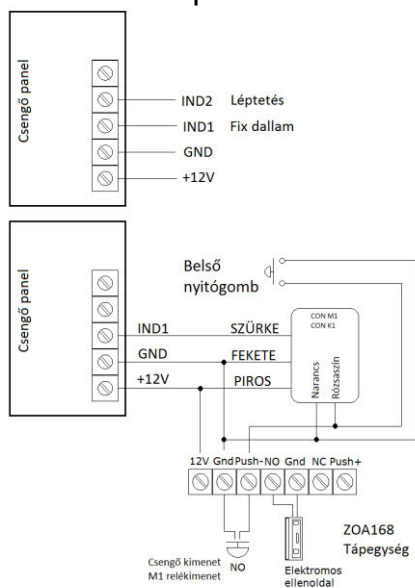 Csengő panel
IND2 Léptetés
IND1 Fix dallam
GND
+12V
Csengő panel
Belső
nyitógomb
CON M1
CON K1
IND1 SZÜRKE
GND FEKETE
+12V PIROS
Narancs
Rózsaszín
12V Gnd Push- NO Gnd NC Push+
Csengő kimenet
M1 relékimenet
NO
Elektromos
ellenoldal
ZOA168
Tápegység